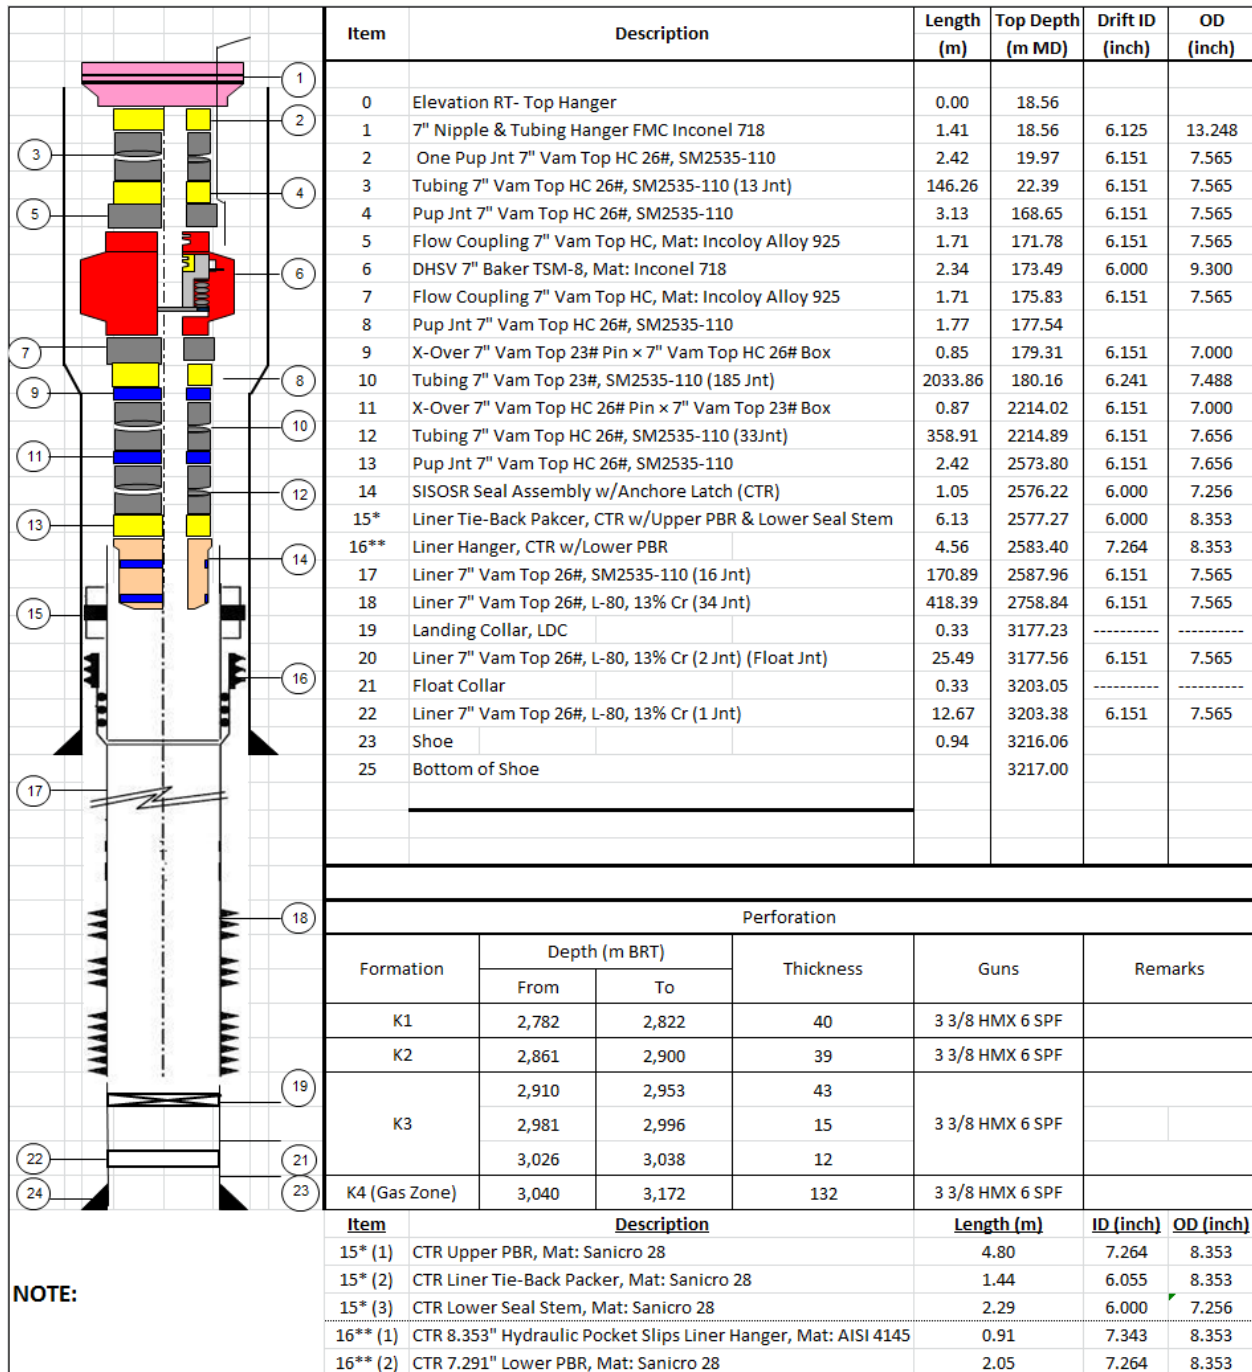 Item Description Length (m) Top Depth (m MD) Drift ID (inch) OD (inch)
0 Elevation RT- Top Hanger 0.00 18.56
1 7" Nipple & Tubing Hanger FMC Inconel 718 1.41 18.56 6.125 13.248
2 One Pup Jnt 7" Vam Top HC 26#, SM2535-110 2.42 19.97 6.151 7.565
3 Tubing 7" Vam Top HC 26#, SM2535-110 (13 Jnt) 146.26 22.39 6.151 7.565
4 Pup Jnt 7" Vam Top HC 26#, SM2535-110 3.13 168.65 6.151 7.565
5 Flow Coupling 7" Vam Top HC, Mat: Incoloy Alloy 925 1.71 171.78 6.151 7.565
6 DHSV 7" Baker TSM-8, Mat: Inconel 718 2.34 173.49 6.000 9.300
7 Flow Coupling 7" Vam Top HC, Mat: Incoloy Alloy 925 1.71 175.83 6.151 7.565
8 Pup Jnt 7" Vam Top HC 26#, SM2535-110 1.77 177.54
9 X-Over 7" Vam Top 23# Pin × 7" Vam Top HC 26# Box 0.85 179.31 6.151 7.000
10 Tubing 7" Vam Top 23#, SM2535-110 (185 Jnt) 2033.86 180.16 6.241 7.488
11 X-Over 7" Vam Top HC 26# Pin × 7" Vam Top 23# Box 0.87 2214.02 6.151 7.000
12 Tubing 7" Vam Top HC 26#, SM2535-110 (33Jnt) 358.91 2214.89 6.151 7.656
13 Pup Jnt 7" Vam Top HC 26#, SM2535-110 2.42 2573.80 6.151 7.656
14 SISOSR Seal Assembly w/Anchore Latch (CTR) 1.05 2576.22 6.000 7.256
15* Liner Tie-Back Pakcer, CTR w/Upper PBR & Lower Seal Stem 6.13 2577.27 6.000 8.353
16** Liner Hanger, CTR w/Lower PBR 4.56 2583.40 7.264 8.353
17 Liner 7" Vam Top 26#, SM2535-110 (16 Jnt) 170.89 2587.96 6.151 7.565
18 Liner 7" Vam Top 26#, L-80, 13% Cr (34 Jnt) 418.39 2758.84 6.151 7.565
19 Landing Collar, LDC 0.33 3177.23 ---------- ----------
20 Liner 7" Vam Top 26#, L-80, 13% Cr (2 Jnt) (Float Jnt) 25.49 3177.56 6.151 7.565
21 Float Collar 0.33 3203.05 ---------- ----------
22 Liner 7" Vam Top 26#, L-80, 13% Cr (1 Jnt) 12.67 3203.38 6.151 7.565
23 Shoe 0.94 3216.06
25 Bottom of Shoe 3217.00
1
2
3
4
5
6
7
8
9
10
11
12
13
14
15
16
17
18
19
22
21
24
23
Perforation
Formation Depth (m BRT) Thickness Guns Remarks
From To
K1 2,782 2,822 40 3 3/8 HMX 6 SPF
K2 2,861 2,900 39 3 3/8 HMX 6 SPF
2,910 2,953 43
K3 2,981 2,996 15 3 3/8 HMX 6 SPF
3,026 3,038 12
K4 (Gas Zone) 3,040 3,172 132 3 3/8 HMX 6 SPF
NOTE:
Item Description Length (m) ID (inch) OD (inch)
15* (1) CTR Upper PBR, Mat: Sanicro 28 4.80 7.264 8.353
15* (2) CTR Liner Tie-Back Packer, Mat: Sanicro 28 1.44 6.055 8.353
15* (3) CTR Lower Seal Stem, Mat: Sanicro 28 2.29 6.000 7.256
16** (1) CTR 8.353" Hydraulic Pocket Slips Liner Hanger, Mat: AISI 4145 0.91 7.343 8.353
16** (2) CTR 7.291" Lower PBR, Mat: Sanicro 28 2.05 7.264 8.353